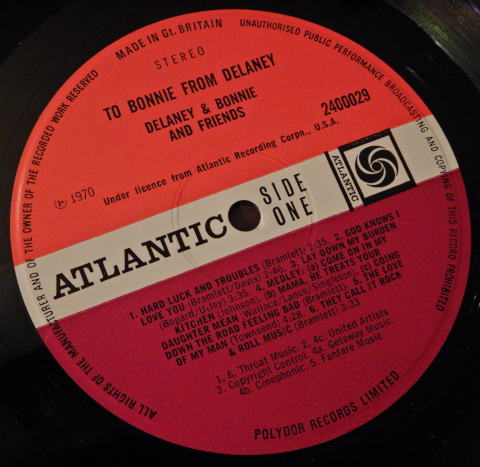 MADE IN Gt. BRITAIN
UNAUTHORISED PUBLIC PERFORMANCE BROADCASTING AND COPYING OF THIS RECORD PROHIBITED
ALL RIGHTS OF THE MANUFACTURER AND OF THE OWNER OF THE RECORDED WORK RESERVED
STEREO
TO BONNIE FROM DELANEY
DELANEY & BONNIE
AND FRIENDS
2400029
℗ 1970
Under licence from Atlantic Recording Corpn., U.S.A.
ATLANTIC
SIDE
ONE
ATLANTIC
1. HARD LUCK AND TROUBLES (Bramlett) 2:35. 2. GOD KNOWS I
LOVE YOU (Bramlett/Davis) 2:46. 3. LAY DOWN MY BURDEN
(Bogard/Utley) 3:35. 4. MEDLEY: (a) COME ON IN MY
KITCHEN (Johnson). (b) MAMA, HE TREATS YOUR
DAUGHTER MEAN (Wallace/Lance/Singleton). (c) GOING
DOWN THE ROAD FEELING BAD (Bramlett). 5. THE LOVE
OF MY MAN (Townsend) 4:28. 6. THEY CALL IT ROCK
& ROLL MUSIC (Bramlett) 3:33
1, 6. Throat Music. 2, 4c. United Artists
3. Copyright Control. 4a. Getaway Music.
4b. Cinephonic. 5. Fanfare Music
POLYDOR RECORDS LIMITED